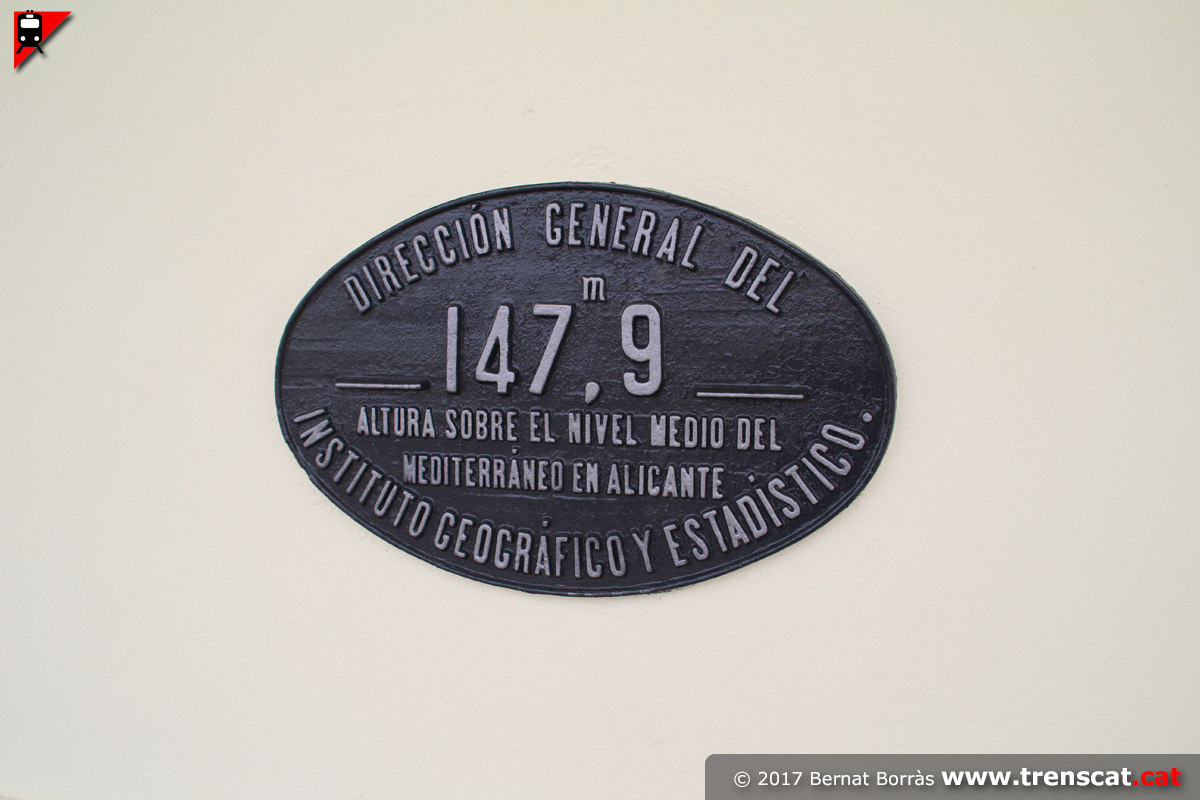 DIRECCIÓN GENERAL DEL
m
147,9
ALTURA SOBRE EL NIVEL MEDIO DEL
MEDITERRÁNEO EN ALICANTE
INSTITUTO GEOGRÁFICO Y ESTADÍSTICO.
© 2017 Bernat Borràs www.trenscat.cat